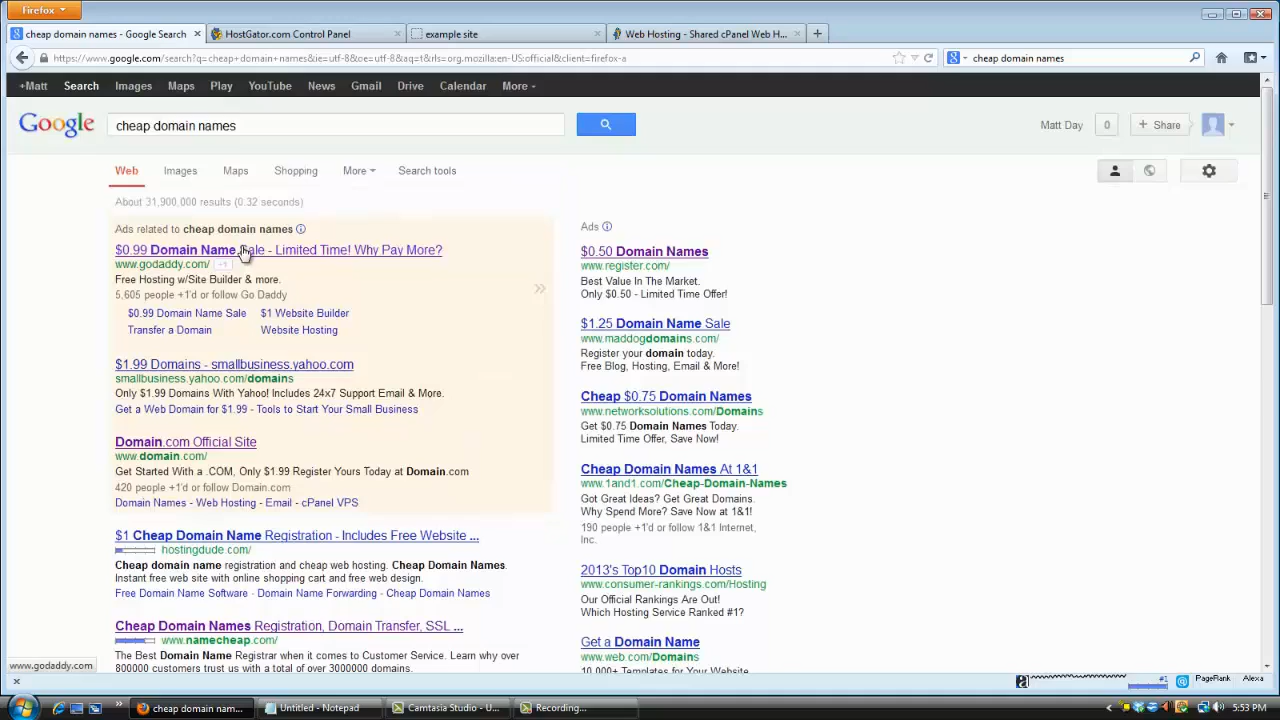 Firefox
cheap domain names - Google Search
HostGator.com Control Panel
example site
Web Hosting - Shared cPanel Web H...
https://www.google.com/search?q=cheap+domain+names&ie=utf-8&oe=utf-8&aq=t&rls=org.mozilla:en-US:official&client=firefox-a
cheap domain names
+Matt Search Images Maps Play YouTube News Gmail Drive Calendar More
Google
cheap domain names
Matt Day 0 + Share
Web Images Maps Shopping More Search tools
About 31,900,000 results (0.32 seconds)
Ads related to cheap domain names
$0.99 Domain Name Sale - Limited Time! Why Pay More?
www.godaddy.com/ +1
Free Hosting w/Site Builder & more.
5,605 people +1'd or follow Go Daddy
$0.99 Domain Name Sale $1 Website Builder
Transfer a Domain Website Hosting
$1.99 Domains - smallbusiness.yahoo.com
smallbusiness.yahoo.com/domains
Only $1.99 Domains With Yahoo! Includes 24x7 Support Email & More.
Get a Web Domain for $1.99 - Tools to Start Your Small Business
Domain.com Official Site
www.domain.com/
Get Started With a .COM, Only $1.99 Register Yours Today at Domain.com
420 people +1'd or follow Domain.com
Domain Names - Web Hosting - Email - cPanel VPS
$1 Cheap Domain Name Registration - Includes Free Website ...
hostingdude.com/
Cheap domain name registration and cheap web hosting. Cheap Domain Names.
Instant free web site with online shopping cart and free web design.
Free Domain Name Software - Domain Name Forwarding - Cheap Domain Names
Cheap Domain Names Registration, Domain Transfer, SSL ...
www.namecheap.com/
The Best Domain Name Registrar when it comes to Customer Service. Learn why over
800000 customers trust us with a total of over 3000000 domains.
Ads
$0.50 Domain Names
www.register.com/
Best Value In The Market.
Only $0.50 - Limited Time Offer!
$1.25 Domain Name Sale
www.maddogdomains.com/
Register your domain today.
Free Blog, Hosting, Email & More!
Cheap $0.75 Domain Names
www.networksolutions.com/Domains
Get $0.75 Domain Names Today.
Limited Time Offer, Save Now!
Cheap Domain Names At 1&1
www.1and1.com/Cheap-Domain-Names
Got Great Ideas? Get Great Domains.
Why Spend More? Save Now at 1&1!
190 people +1'd or follow 1&1 Internet,
Inc.
2013's Top10 Domain Hosts
www.consumer-rankings.com/Hosting
Our Official Rankings Are Out!
Which Hosting Service Ranked #1?
Get a Domain Name
www.web.com/Domains
10,000+ Templates for Your Website
www.godaddy.com
#1 PageRank Alexa
cheap domain nam...
Untitled - Notepad
Camtasia Studio - U...
Recording...
5:53 PM